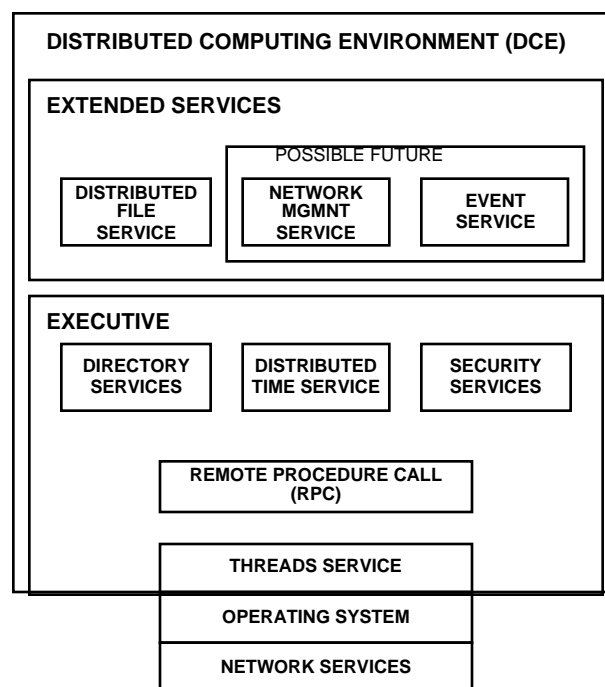 DISTRIBUTED COMPUTING ENVIRONMENT (DCE)
EXTENDED SERVICES
POSSIBLE FUTURE
DISTRIBUTED
FILE
SERVICE
NETWORK
MGMNT
SERVICE
EVENT
SERVICE
EXECUTIVE
DIRECTORY
SERVICES
DISTRIBUTED
TIME SERVICE
SECURITY
SERVICES
REMOTE PROCEDURE CALL
(RPC)
THREADS SERVICE
OPERATING SYSTEM
NETWORK SERVICES